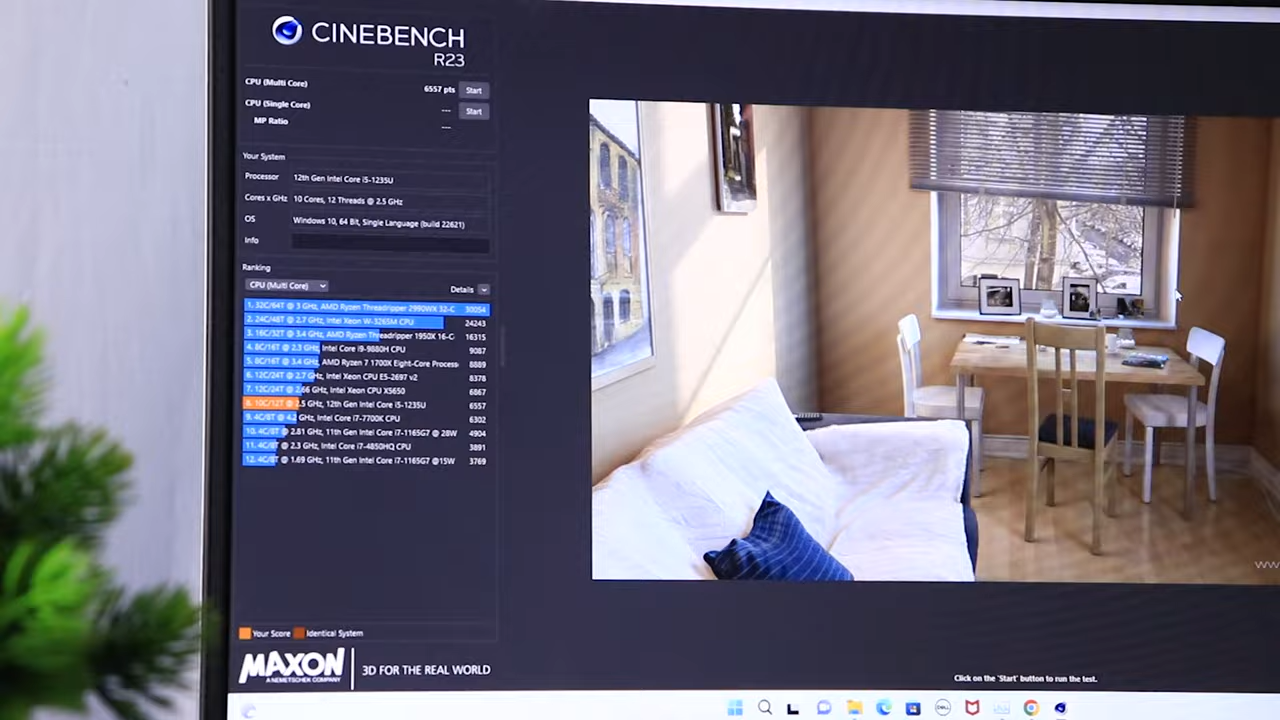 CINEBENCH
R23
CPU (Multi Core) 6557 pts Start
CPU (Single Core) --- Start
MP Ratio ---
Your System
Processor 12th Gen Intel Core i5-1235U
Cores x GHz 10 Cores, 12 Threads @ 2.5 GHz
OS Windows 10, 64 Bit, Single Language (build 22621)
Info
Ranking
CPU (Multi Core) Details
1. 32C/64T @ 3 GHz, AMD Ryzen Threadripper 2990WX 32-C 30054
2. 24C/48T @ 2.7 GHz, Intel Xeon W-3265M CPU 24243
3. 16C/32T @ 3.4 GHz, AMD Ryzen Threadripper 1950X 16-C 16315
4. 8C/16T @ 2.3 GHz, Intel Core i9-9880H CPU 9087
5. 8C/16T @ 3.4 GHz, AMD Ryzen 7 1700X Eight-Core Proces 8889
6. 12C/24T @ 2.7 GHz, Intel Xeon CPU E5-2697 v2 8378
7. 12C/24T @ 2.66 GHz, Intel Xeon CPU X5650 6867
8. 10C/12T @ 2.5 GHz, 12th Gen Intel Core i5-1235U 6557
9. 4C/8T @ 4.2 GHz, Intel Core i7-7700K CPU 6302
10. 4C/8T @ 2.81 GHz, 11th Gen Intel Core i7-1165G7 @ 28W 4904
11. 4C/8T @ 2.3 GHz, Intel Core i7-4850HQ CPU 3891
12. 4C/8T @ 1.69 GHz, 11th Gen Intel Core i7-1165G7 @15W 3769
Your Score Identical System
MAXON 3D FOR THE REAL WORLD
A NEMETSCHEK COMPANY
Click on the 'Start' button to run the test.
ww
DELL